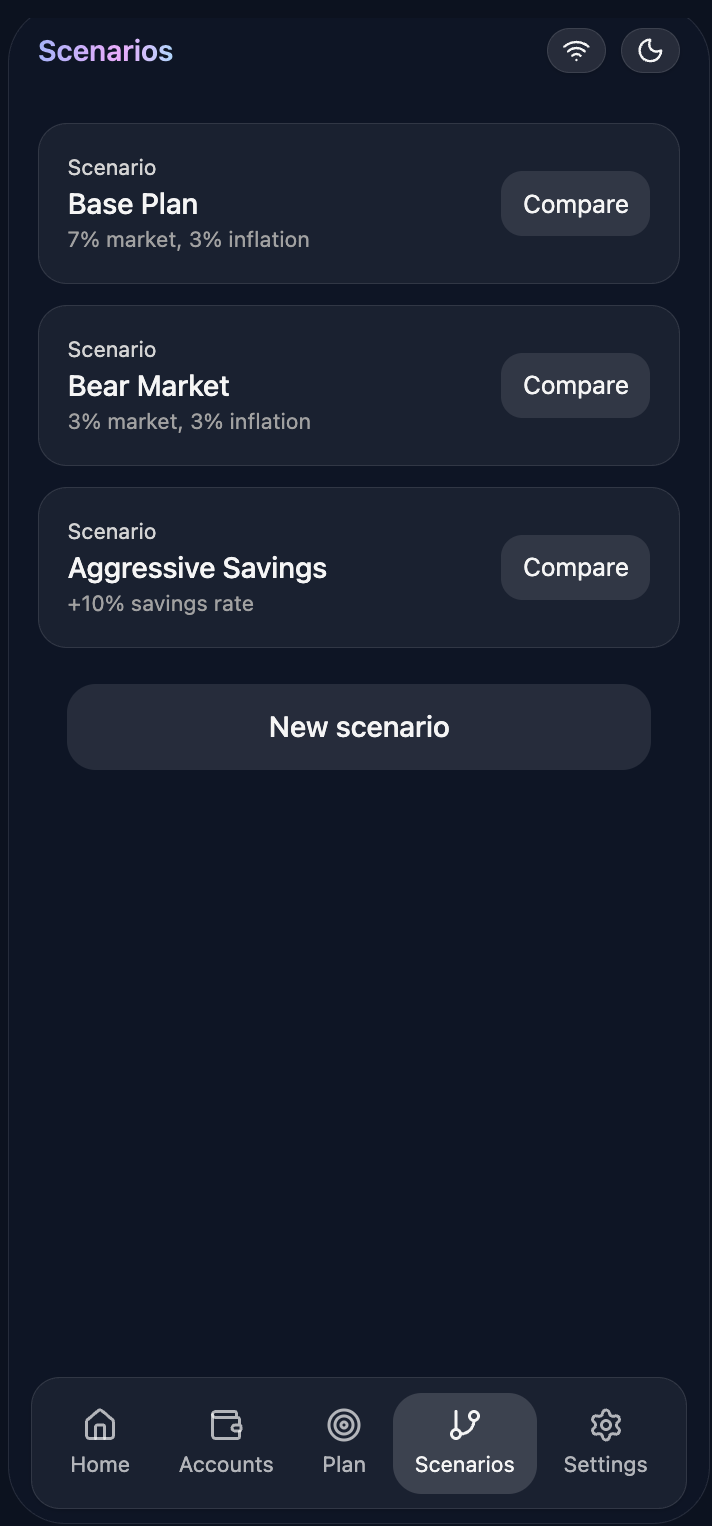 Scenarios
Scenario
Base Plan
7% market, 3% inflation
Compare
Scenario
Bear Market
3% market, 3% inflation
Compare
Scenario
Aggressive Savings
+10% savings rate
Compare
New scenario
Home
Accounts
Plan
Scenarios
Settings